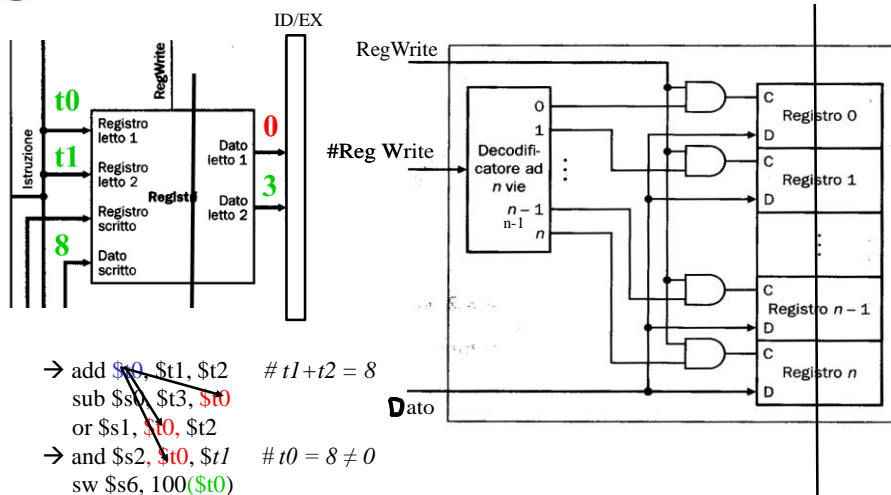 ID/EX
RegWrite
t0
t1
8
Istruzione
Registro
letto 1
Registro
letto 2
Registri
Registro
scritto
Dato
scritto
Dato
letto 1
Dato
letto 2
0
3
RegWrite
#Reg Write
Decodifi-
catore ad
n vie
0
1
n – 1
n-1
n
C
Registro 0
D
C
Registro 1
D
C
Registro n – 1
D
C
Registro n
D
Dato
→ add $t0, $t1, $t2 # t1+t2 = 8
sub $s0, $t3, $t0
or $s1, $t0, $t2
→ and $s2, $t0, $t1 # t0 = 8 ≠ 0
sw $s6, 100($t0)